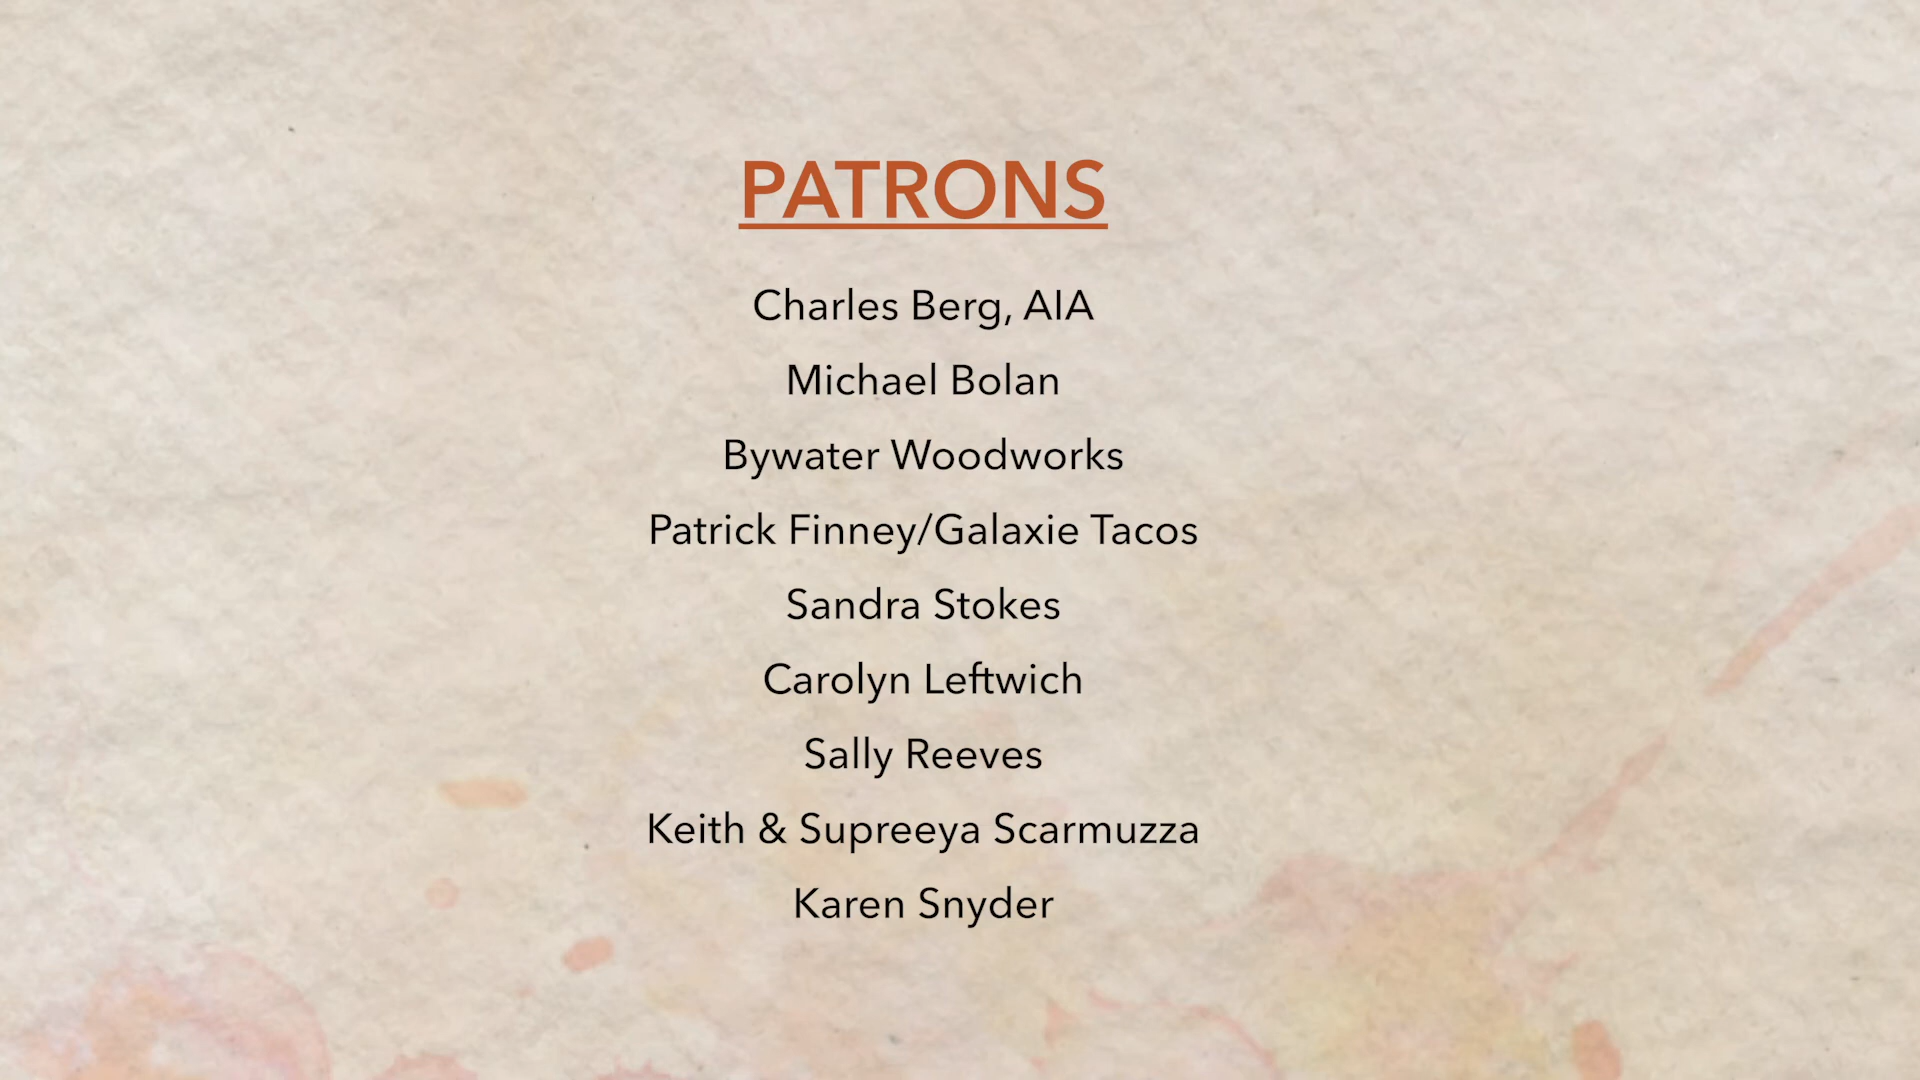 PATRONS
Charles Berg, AIA
Michael Bolan
Bywater Woodworks
Patrick Finney/Galaxie Tacos
Sandra Stokes
Carolyn Leftwich
Sally Reeves
Keith & Supreeya Scarmuzza
Karen Snyder